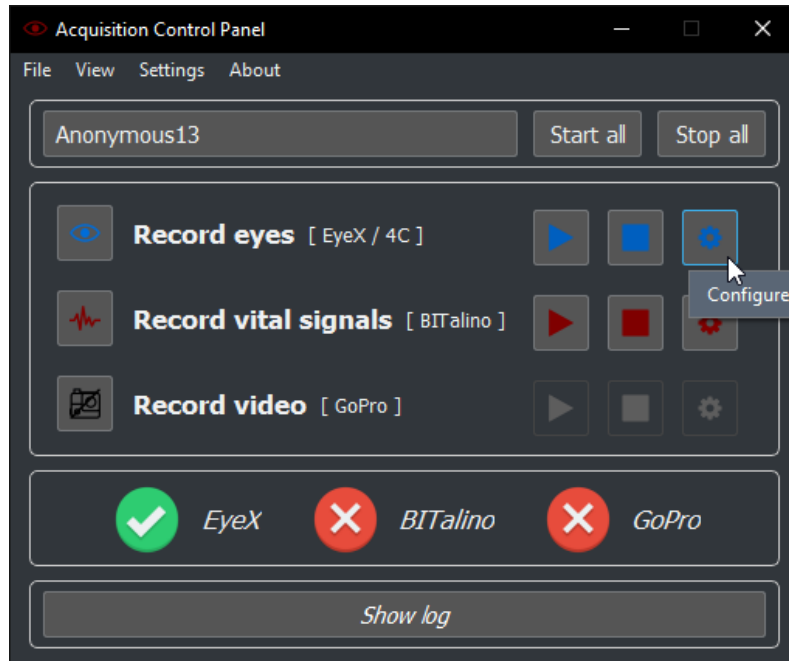 Acquisition Control Panel
File View Settings About
Anonymous13 Start all Stop all
Record eyes [ EyeX / 4C ]
Configure
Record vital signals [ BITalino ]
Record video [ GoPro ]
EyeX BITalino GoPro
Show log